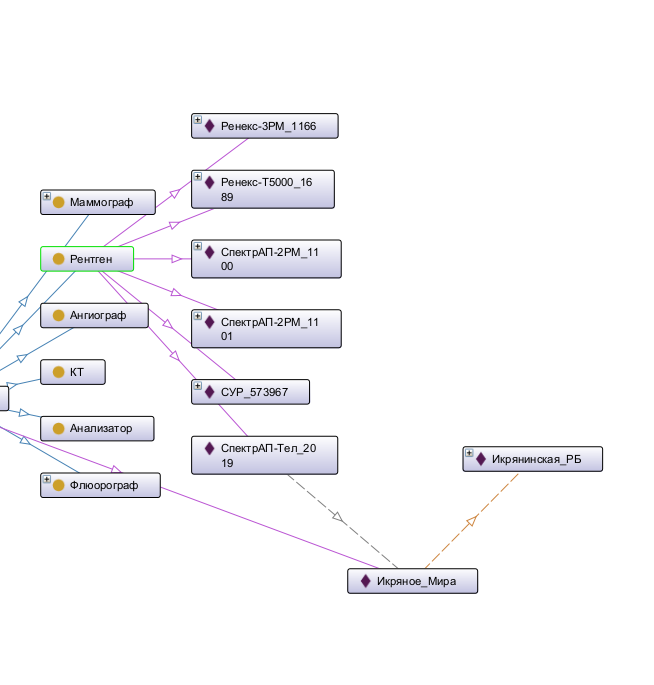 Ренекс-3РМ_1166
Ренекс-Т5000_16
89
Маммограф
СпектрАП-2РМ_11
00
Рентген
СпектрАП-2РМ_11
01
Ангиограф
КТ
СУР_573967
Анализатор
СпектрАП-Тел_20
19
Икрянинская_РБ
Флюорограф
Икряное_Мира